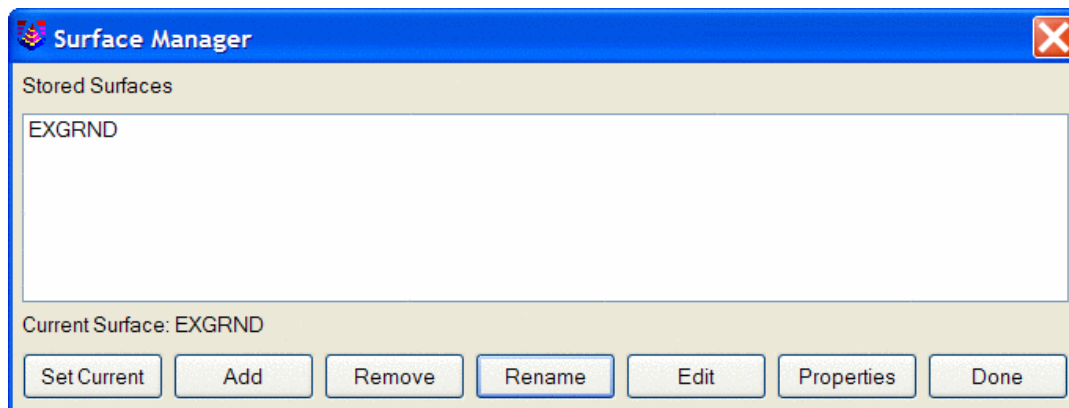 Surface Manager
Stored Surfaces
EXGRND
Current Surface: EXGRND
Set Current Add Remove Rename Edit Properties Done